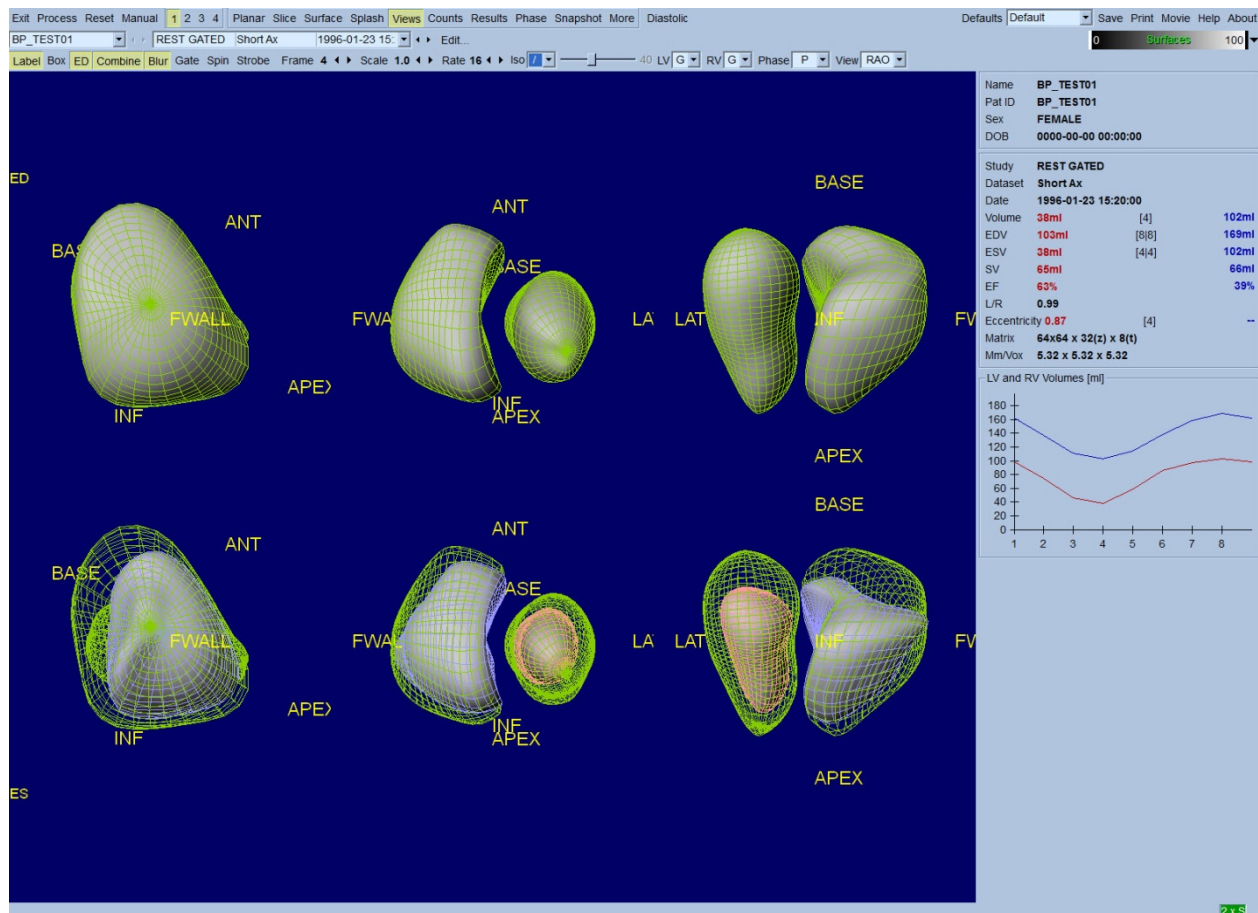 Exit Process Reset Manual 1 2 3 4 Planar Slice Surface Splash Views Counts Results Phase Snapshot More Diastolic Defaults Default Save Print Movie Help About
BP_TEST01 REST GATED Short Ax 1996-01-23 15: Edit... 0 Surfaces 100
Label Box ED Combine Blur Gate Spin Strobe Frame 4 Scale 1.0 Rate 16 Iso / 40 LV G RV G Phase P View RAO
Name BP_TEST01
Pat ID BP_TEST01
Sex FEMALE
DOB 0000-00-00 00:00:00
Study REST GATED
Dataset Short Ax
Date 1996-01-23 15:20:00
Volume 38ml [4] 102ml
EDV 103ml [8|8] 169ml
ESV 38ml [4|4] 102ml
SV 65ml 66ml
EF 63% 39%
L/R 0.99
Eccentricity 0.87 [4] --
Matrix 64x64 x 32(z) x 8(t)
Mm/Vox 5.32 x 5.32 x 5.32
LV and RV Volumes [ml]
180
160
140
120
100
80
60
40
20
0
1 2 3 4 5 6 7 8
ED
ANT
BAS
FWALL
APEX
INF
ANT
BASE
FWA
LA
INF
APEX
BASE
LAT
INF
FW
APEX
ANT
BASE
FWALL
APEX
INF
ANT
BASE
FWAL
LA
INF
APEX
BASE
LAT
INF
FW
APEX
ES
2 x S